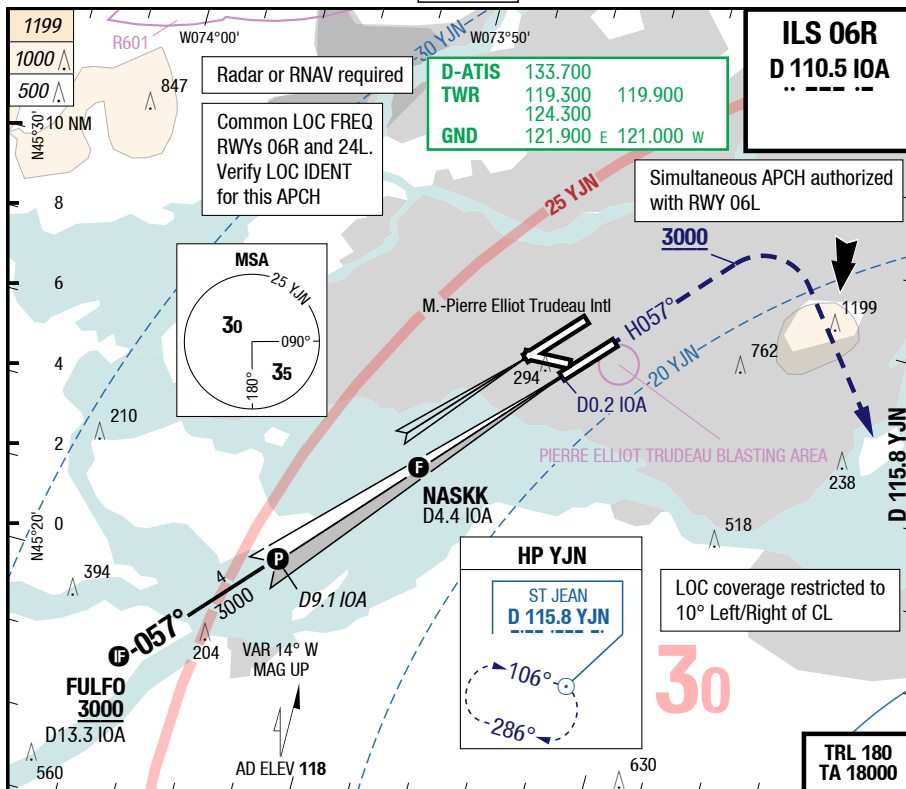 1199
1000
500
R601
W074°00'
30 YJN
W073°50'
ILS 06R
D 110.5 IOA
847
Radar or RNAV required
D-ATIS 133.700
TWR 119.300 119.900
124.300
GND 121.900 E 121.000 W
N45°30'
10 NM
Common LOC FREQ
RWYs 06R and 24L.
Verify LOC IDENT
for this APCH
25 YJN
Simultaneous APCH authorized
with RWY 06L
8
6
4
2
0
MSA
25 YJN
30
090°
180°
35
3000
M.-Pierre Elliot Trudeau Intl
H057°
1199
762
20 YJN
294
D0.2 IOA
210
PIERRE ELLIOT TRUDEAU BLASTING AREA
238
D 115.8 YJN
NASKK
D4.4 IOA
N45°20'
518
HP YJN
ST JEAN
D 115.8 YJN
106°
286°
LOC coverage restricted to
10° Left/Right of CL
394
P
F
D9.1 IOA
4
3000
057°
IF
204
FULFO
3000
D13.3 IOA
VAR 14° W
MAG UP
30
AD ELEV 118
560
630
TRL 180
TA 18000